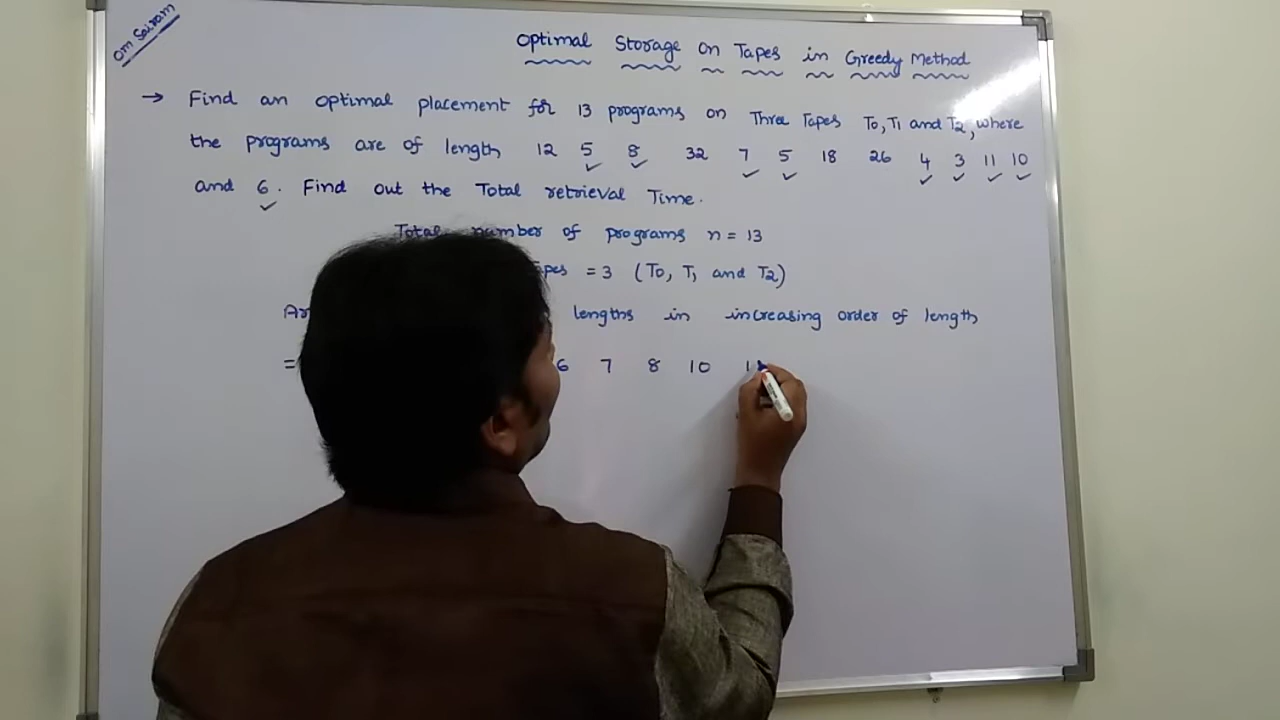 Om Sairam
Optimal Storage on Tapes in Greedy Method
→ Find an optimal placement for 13 programs on Three Tapes T0, T1 and T2, where
the programs are of length 12 5 8 32 7 5 18 26 4 3 11 10
and 6. Find out the Total retrieval Time.
Total number of programs n = 13
= 3 (T0, T1 and T2)
lengths in increasing order of length
= 6 7 8 10